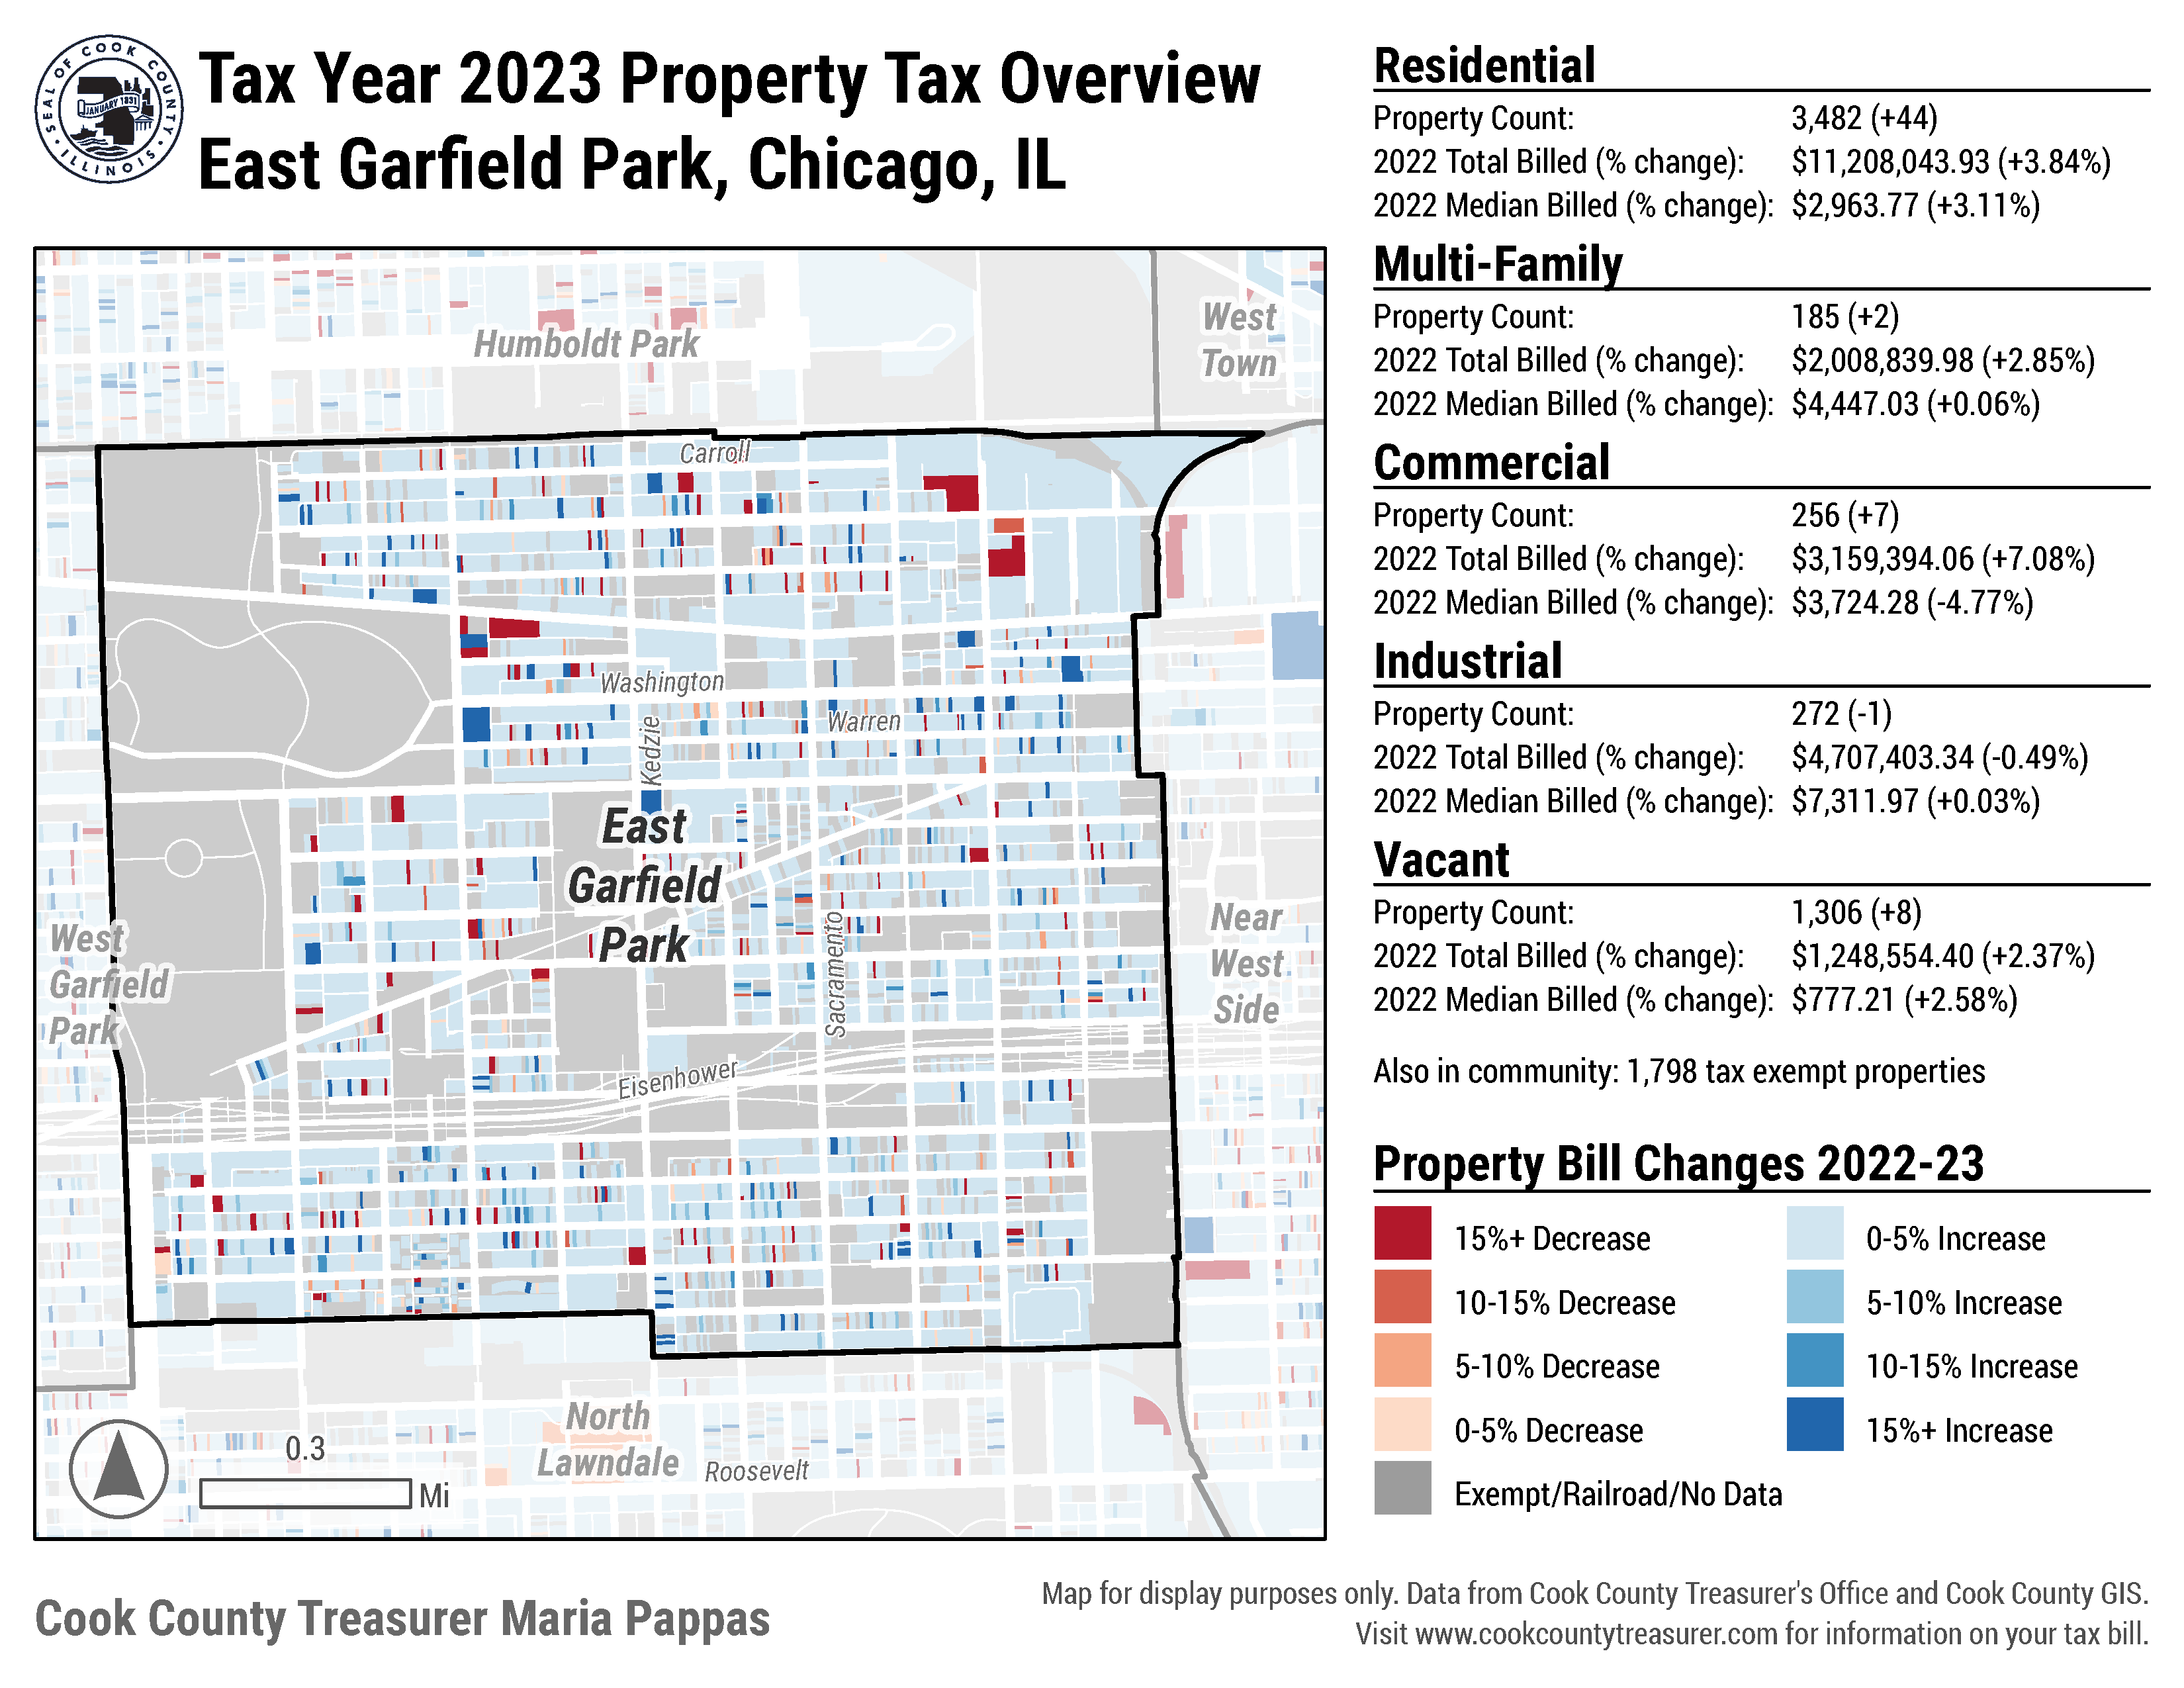 SEAL OF COOK COUNTY
JANUARY 1831
ILLINOIS
Tax Year 2023 Property Tax Overview
East Garfield Park, Chicago, IL
Humboldt Park
West
Town
Carroll
Washington
Warren
Kedzie
East
Garfield
Park
Sacramento
West
Garfield
Park
Near
West
Side
Eisenhower
North
Lawndale
Roosevelt
0.3
Mi
Residential
Property Count: 3,482 (+44)
2022 Total Billed (% change): $11,208,043.93 (+3.84%)
2022 Median Billed (% change): $2,963.77 (+3.11%)
Multi-Family
Property Count: 185 (+2)
2022 Total Billed (% change): $2,008,839.98 (+2.85%)
2022 Median Billed (% change): $4,447.03 (+0.06%)
Commercial
Property Count: 256 (+7)
2022 Total Billed (% change): $3,159,394.06 (+7.08%)
2022 Median Billed (% change): $3,724.28 (-4.77%)
Industrial
Property Count: 272 (-1)
2022 Total Billed (% change): $4,707,403.34 (-0.49%)
2022 Median Billed (% change): $7,311.97 (+0.03%)
Vacant
Property Count: 1,306 (+8)
2022 Total Billed (% change): $1,248,554.40 (+2.37%)
2022 Median Billed (% change): $777.21 (+2.58%)
Also in community: 1,798 tax exempt properties
Property Bill Changes 2022-23
15%+ Decrease
10-15% Decrease
5-10% Decrease
0-5% Decrease
Exempt/Railroad/No Data
0-5% Increase
5-10% Increase
10-15% Increase
15%+ Increase
Cook County Treasurer Maria Pappas
Map for display purposes only. Data from Cook County Treasurer's Office and Cook County GIS.
Visit www.cookcountytreasurer.com for information on your tax bill.